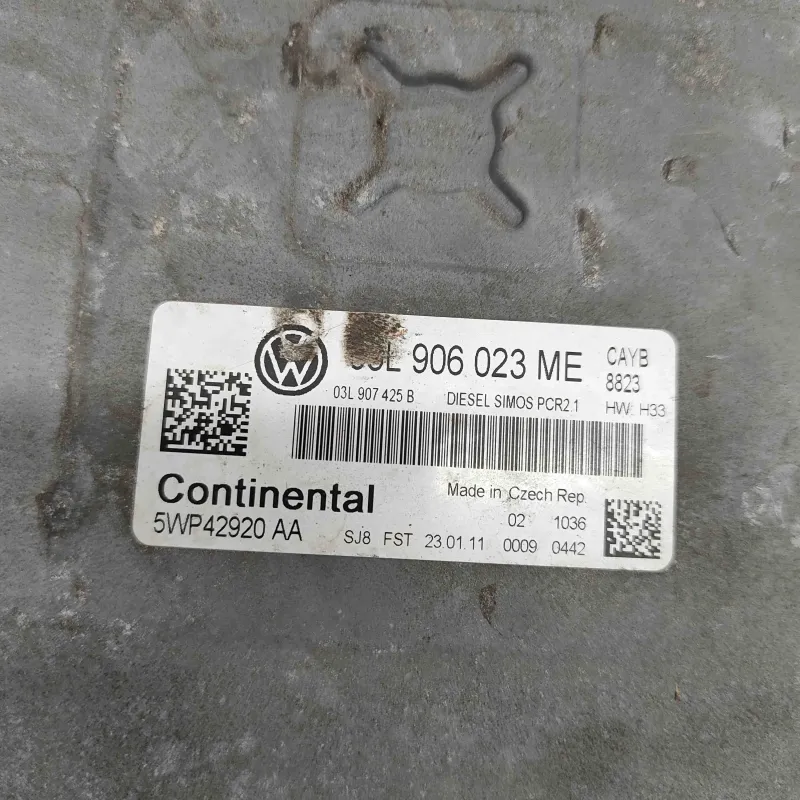 906 023 ME CAYB
8823
03L 907 425 B DIESEL SIMOS PCR2.1 HW: H33
Continental Made in Czech Rep.
5WP42920 AA 02 1036
SJ8 FST 23.01.11 0009 0442